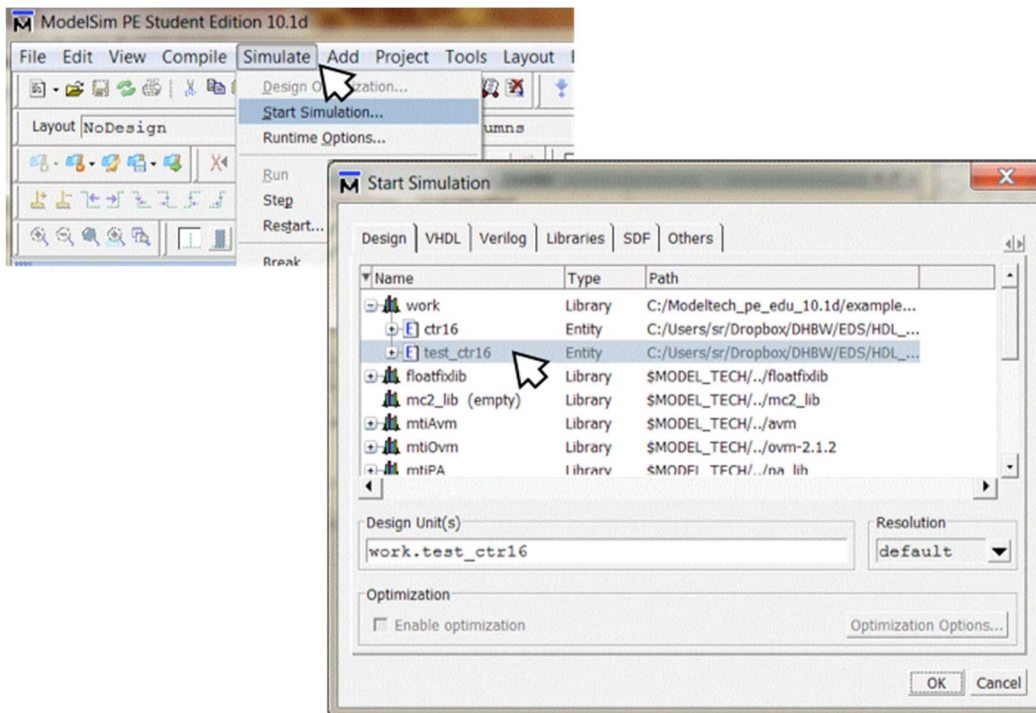 ModelSim PE Student Edition 10.1d
File Edit View Compile Simulate Add Project Tools Layout
Design
Start Simulation...
Layout NoDesign
Runtime Options...
Run
Step
Restart...
Break
Start Simulation
Design VHDL Verilog Libraries SDF Others
Name Type Path
work Library C:/Modeltech_pe_edu_10.1d/example...
ctr16 Entity C:/Users/sr/Dropbox/DHBW/EDS/HDL_...
test_ctr16 Entity C:/Users/sr/Dropbox/DHBW/EDS/HDL_...
floatfixlib Library $MODEL_TECH/../floatfixlib
mc2_lib (empty) Library $MODEL_TECH/../mc2_lib
mtiAvm Library $MODEL_TECH/../avm
mtiOvm Library $MODEL_TECH/../ovm-2.1.2
mtiPA Library $MODEL_TECH/../pa_lib
Design Unit(s) Resolution
work.test_ctr16 default
Optimization
Enable optimization Optimization Options...
OK Cancel